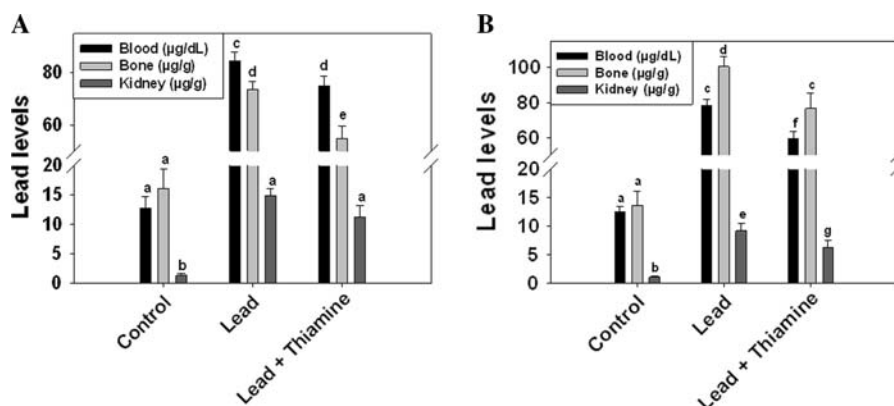 A
Lead levels
80
60
20
15
10
5
0
Blood (µg/dL)
Bone (µg/g)
Kidney (µg/g)
a a b
c d a
d e a
Control
Lead
Lead + Thiamine
B
Lead levels
100
80
60
20
15
10
5
0
Blood (µg/dL)
Bone (µg/g)
Kidney (µg/g)
a a b
c d e
f c g
Control
Lead
Lead + Thiamine